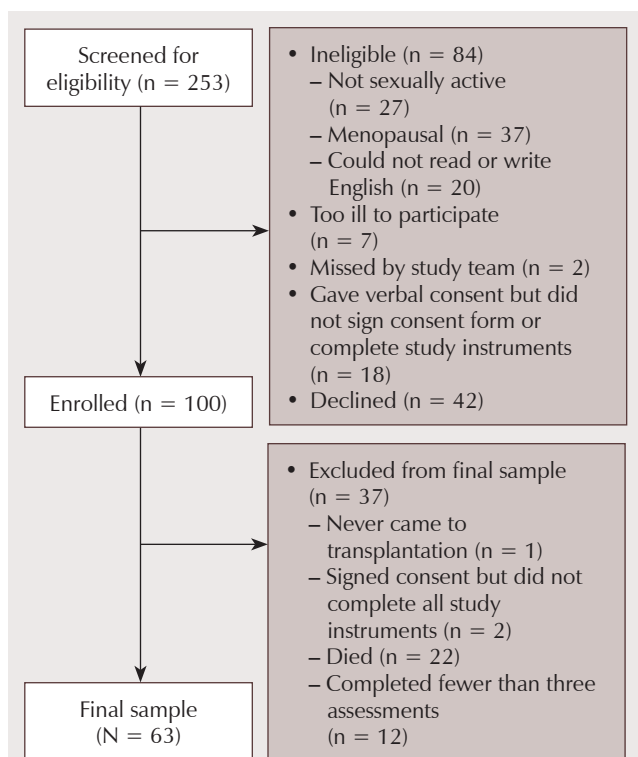 Screened for
eligibility (n = 253)
• Ineligible (n = 84)
– Not sexually active
(n = 27)
– Menopausal (n = 37)
– Could not read or write
English (n = 20)
• Too ill to participate
(n = 7)
• Missed by study team (n = 2)
• Gave verbal consent but did
not sign consent form or
complete study instruments
(n = 18)
• Declined (n = 42)
Enrolled (n = 100)
• Excluded from final sample
(n = 37)
– Never came to
transplantation (n = 1)
– Signed consent but did not
complete all study
instruments (n = 2)
– Died (n = 22)
– Completed fewer than three
assessments
(n = 12)
Final sample
(N = 63)